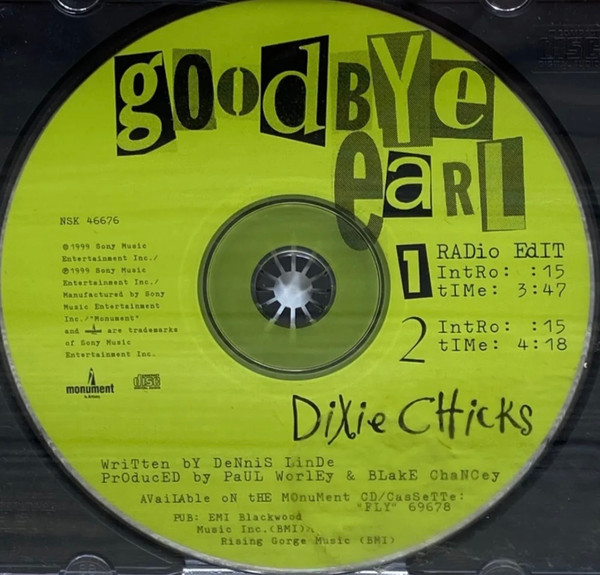 goodbye
earl
NSK 46676
1 RADio EdIT
IntRo: :15
tIMe: 3:47
2 IntRo: :15
tIMe: 4:18
©1999 Sony Music
Entertainment Inc./
℗1999 Sony Music
Entertainment Inc./
Manufactured by Sony
Music Entertainment
Inc./"Monument"
and are trademarks
of Sony Music
Entertainment Inc.
monument
disc
DiXie CHicKs
WriTten bY DeNniS LinDe
PrOducED by PaUL WorlEy & BLakE ChaNCey
AVaiLAble oN tHE MOnuMeNt CD/CasSeTTe:
"FLY" 69678
PUB: EMI Blackwood
Music Inc.(BMI)/
Rising Gorge Music (BMI)